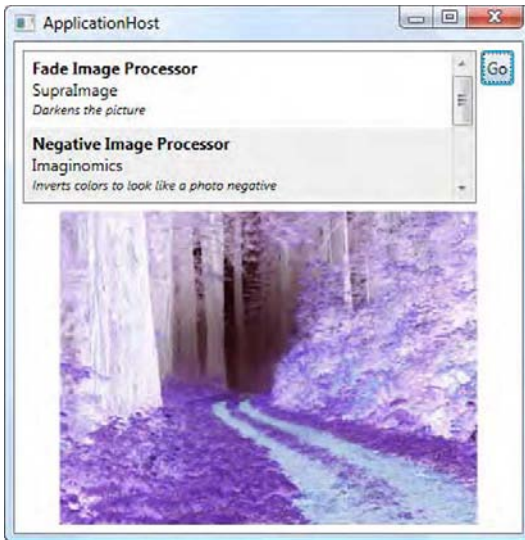 ApplicationHost
Fade Image Processor
SupraImage
Darkens the picture
Go
Negative Image Processor
Imaginomics
Inverts colors to look like a photo negative